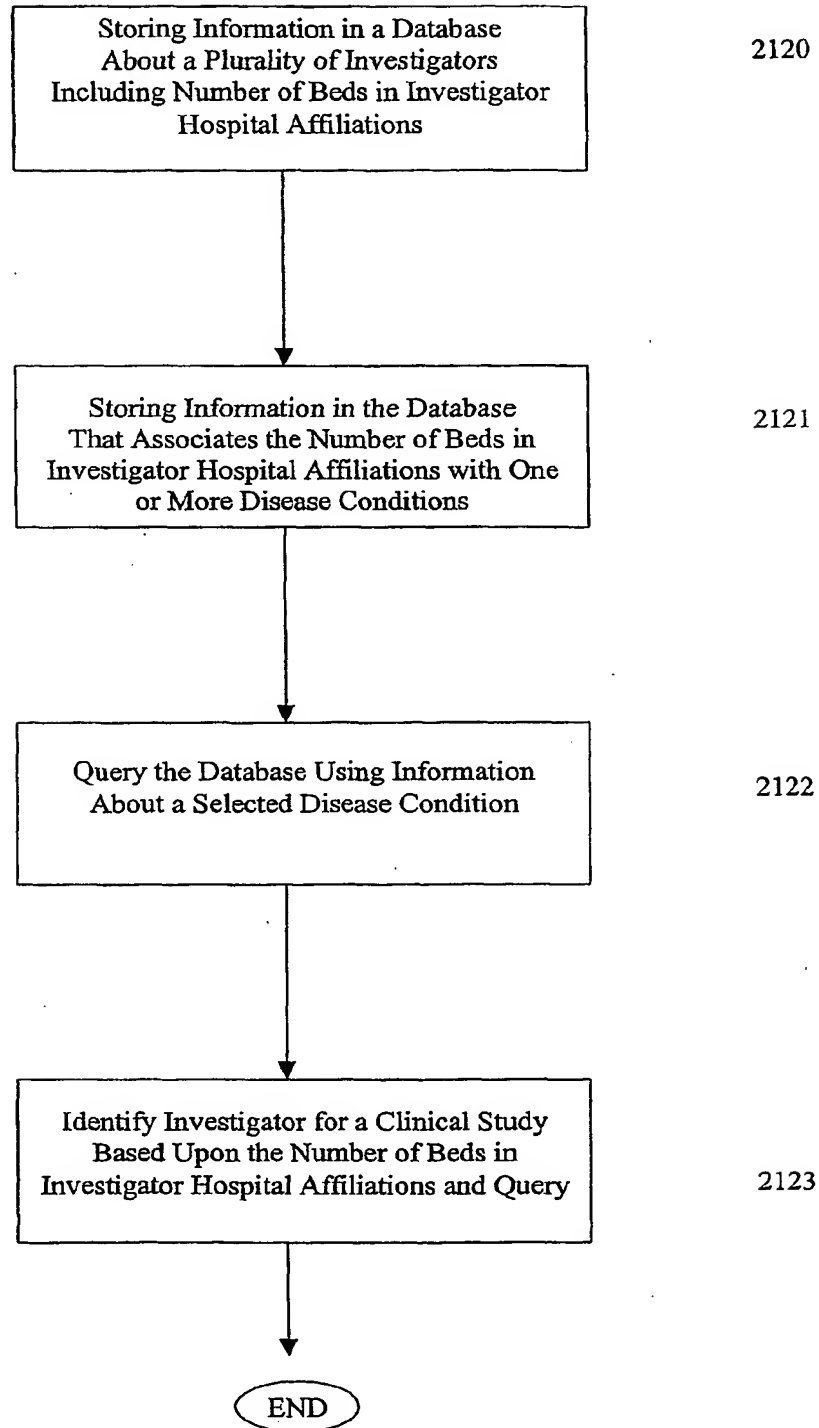 Storing Information in a Database
About a Plurality of Investigators
Including Number of Beds in Investigator
Hospital Affiliations
2120
Storing Information in the Database
That Associates the Number of Beds in
Investigator Hospital Affiliations with One
or More Disease Conditions
2121
Query the Database Using Information
About a Selected Disease Condition
2122
Identify Investigator for a Clinical Study
Based Upon the Number of Beds in
Investigator Hospital Affiliations and Query
2123
END